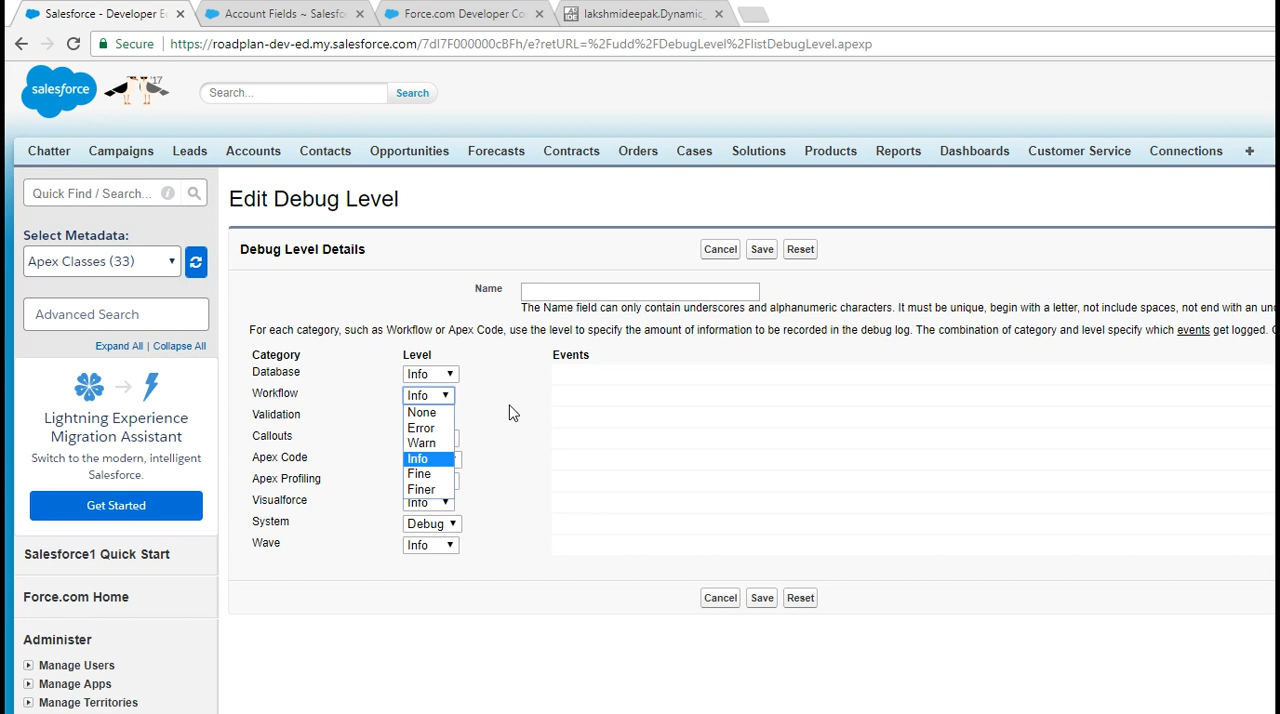 Salesforce - Developer E
Account Fields ~ Salesfo
Force.com Developer Co
lakshmideepak.Dynamic_
Secure
https://roadplan-dev-ed.my.salesforce.com/7dl7F000000cBFh/e?retURL=%2Fudd%2FDebugLevel%2FlistDebugLevel.apexp
salesforce
'17
Search...
Search
Chatter Campaigns Leads Accounts Contacts Opportunities Forecasts Contracts Orders Cases Solutions Products Reports Dashboards Customer Service Connections +
Quick Find / Search...
Select Metadata:
Apex Classes (33)
Advanced Search
Expand All | Collapse All
Lightning Experience
Migration Assistant
Switch to the modern, intelligent
Salesforce.
Get Started
Salesforce1 Quick Start
Force.com Home
Administer
Manage Users
Manage Apps
Manage Territories
Edit Debug Level
Debug Level Details
Cancel Save Reset
Name
The Name field can only contain underscores and alphanumeric characters. It must be unique, begin with a letter, not include spaces, not end with an
For each category, such as Workflow or Apex Code, use the level to specify the amount of information to be recorded in the debug log. The combination of category and level specify which events get logged.
Category Level Events
Database Info
Workflow Info
None
Error
Warn
Info
Fine
Finer
Validation
Callouts
Apex Code
Apex Profiling
Visualforce Info
System Debug
Wave Info
Cancel Save Reset